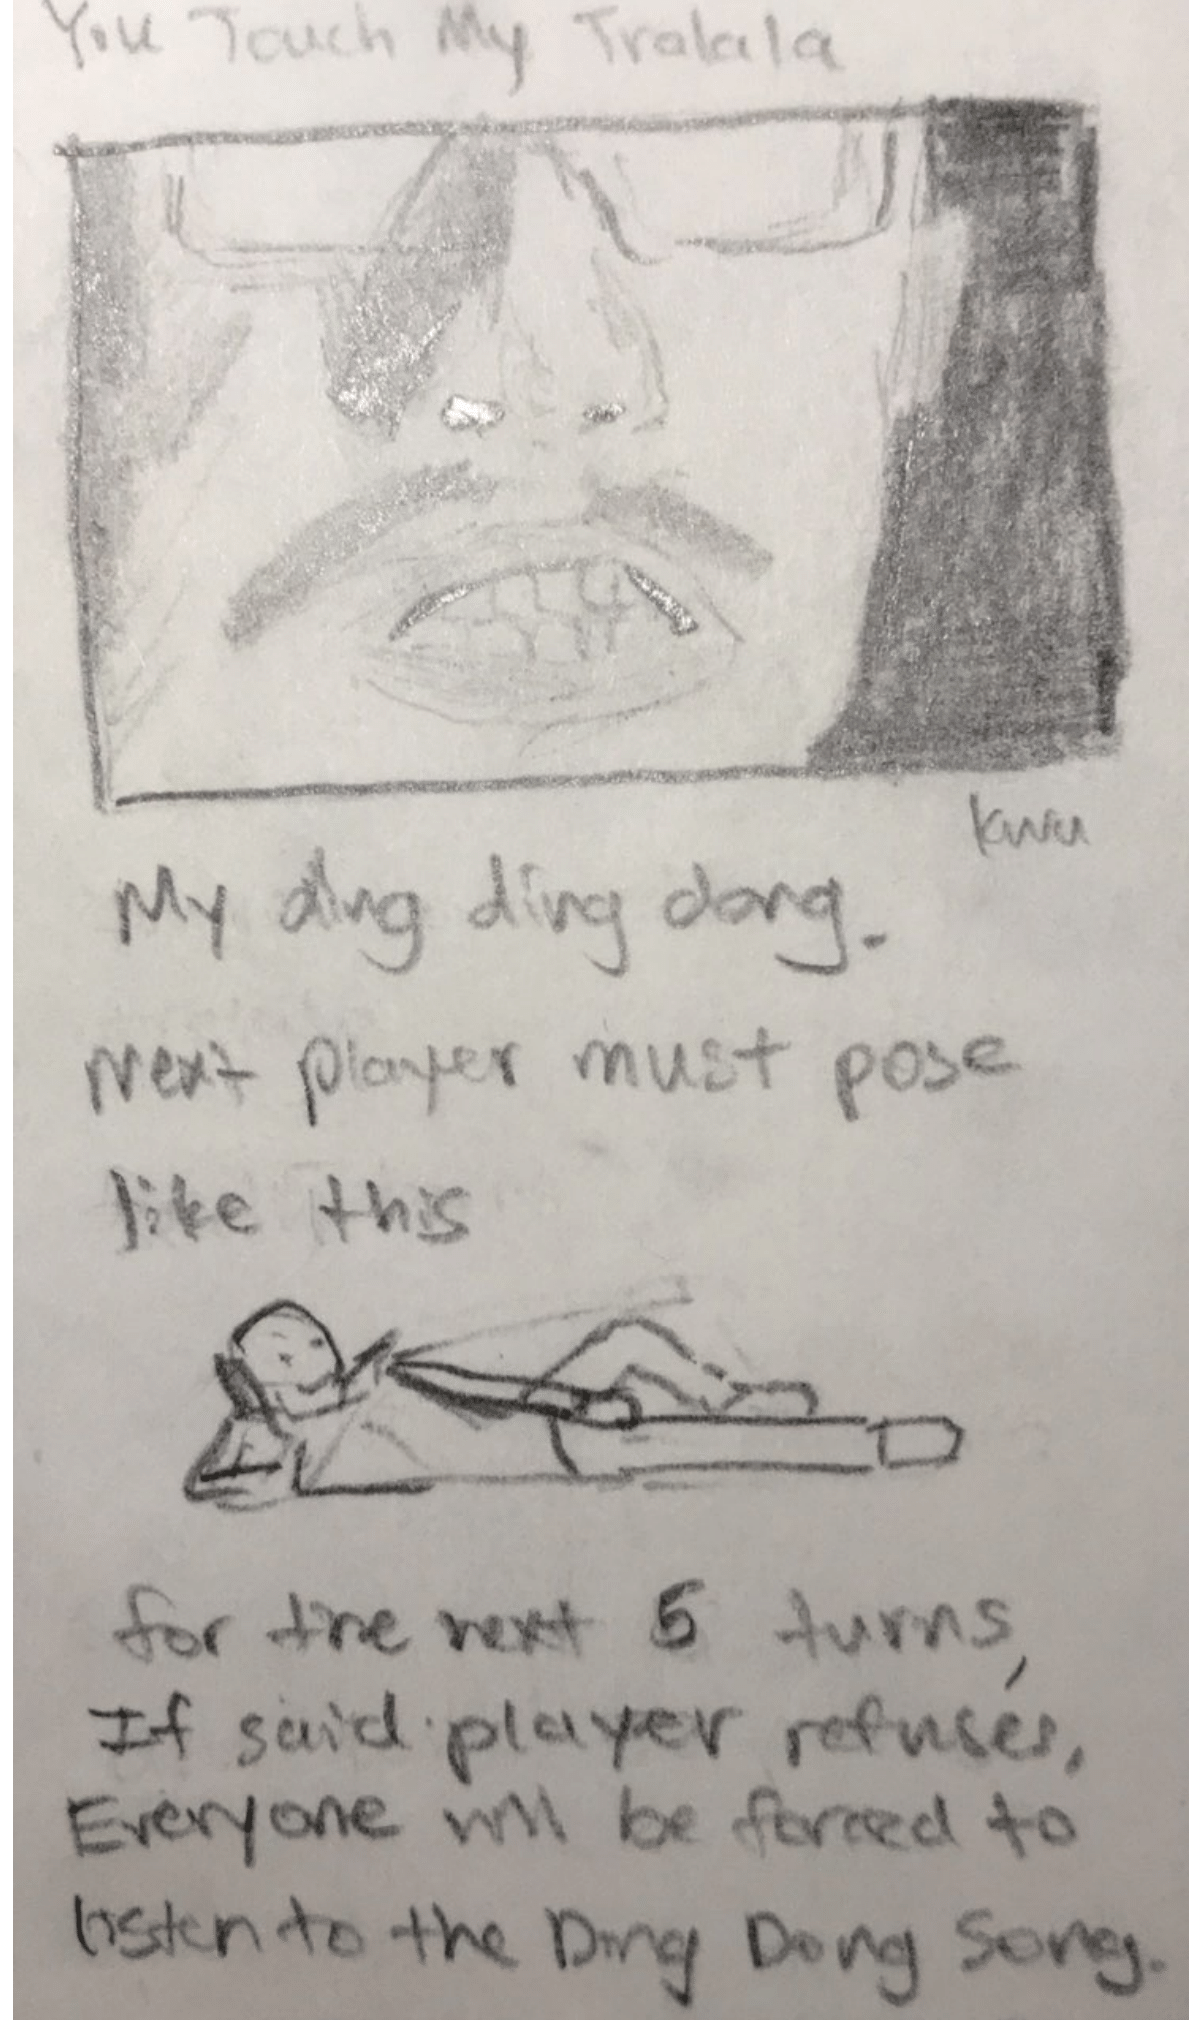 You Touch My Tralala
kwu
My ding ding dong.
next player must pose
like this
for the next 5 turns,
If said player refuses,
Everyone will be forced to
listen to the Ding Dong Song.